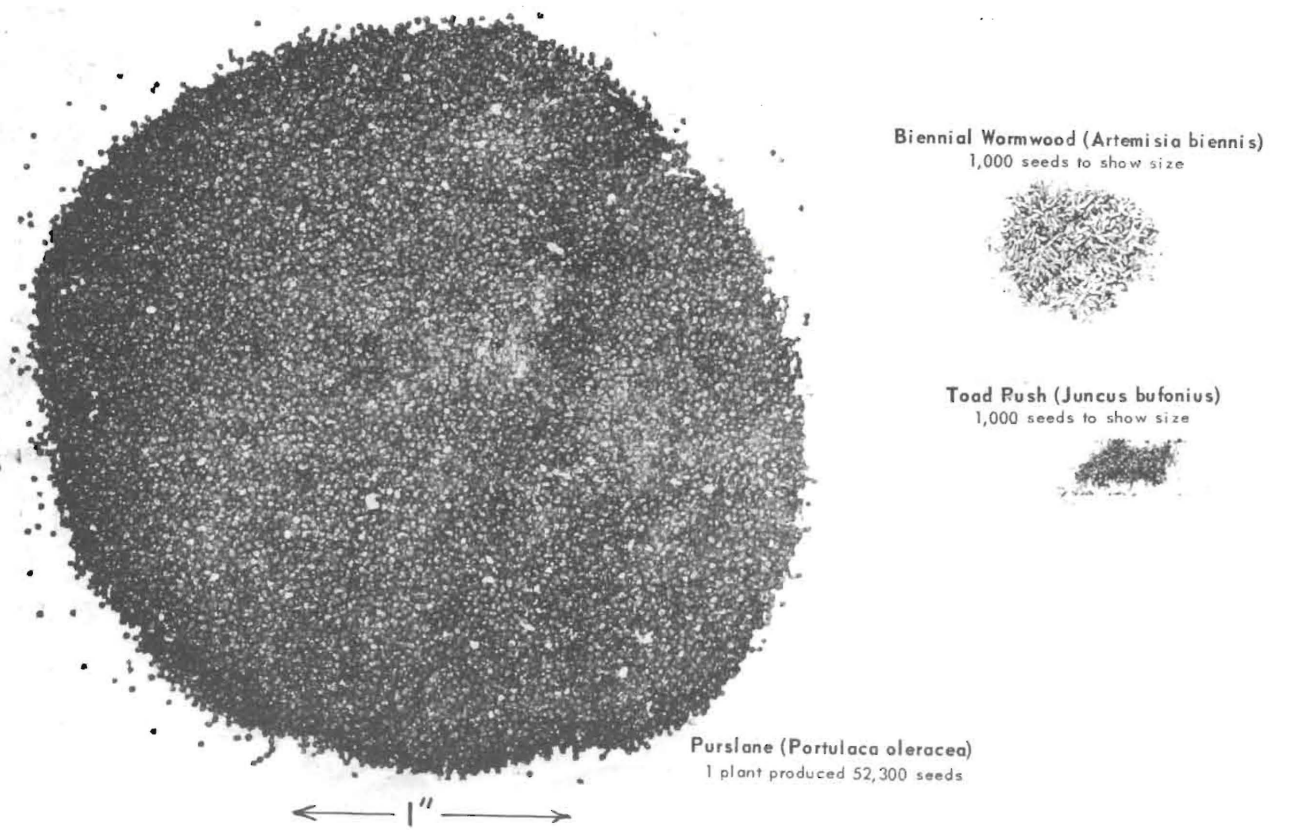 Biennial Wormwood (Artemisia biennis)
1,000 seeds to show size
Toad Rush (Juncus bufonius)
1,000 seeds to show size
Purslane (Portulaca oleracea)
1 plant produced 52,300 seeds
1"